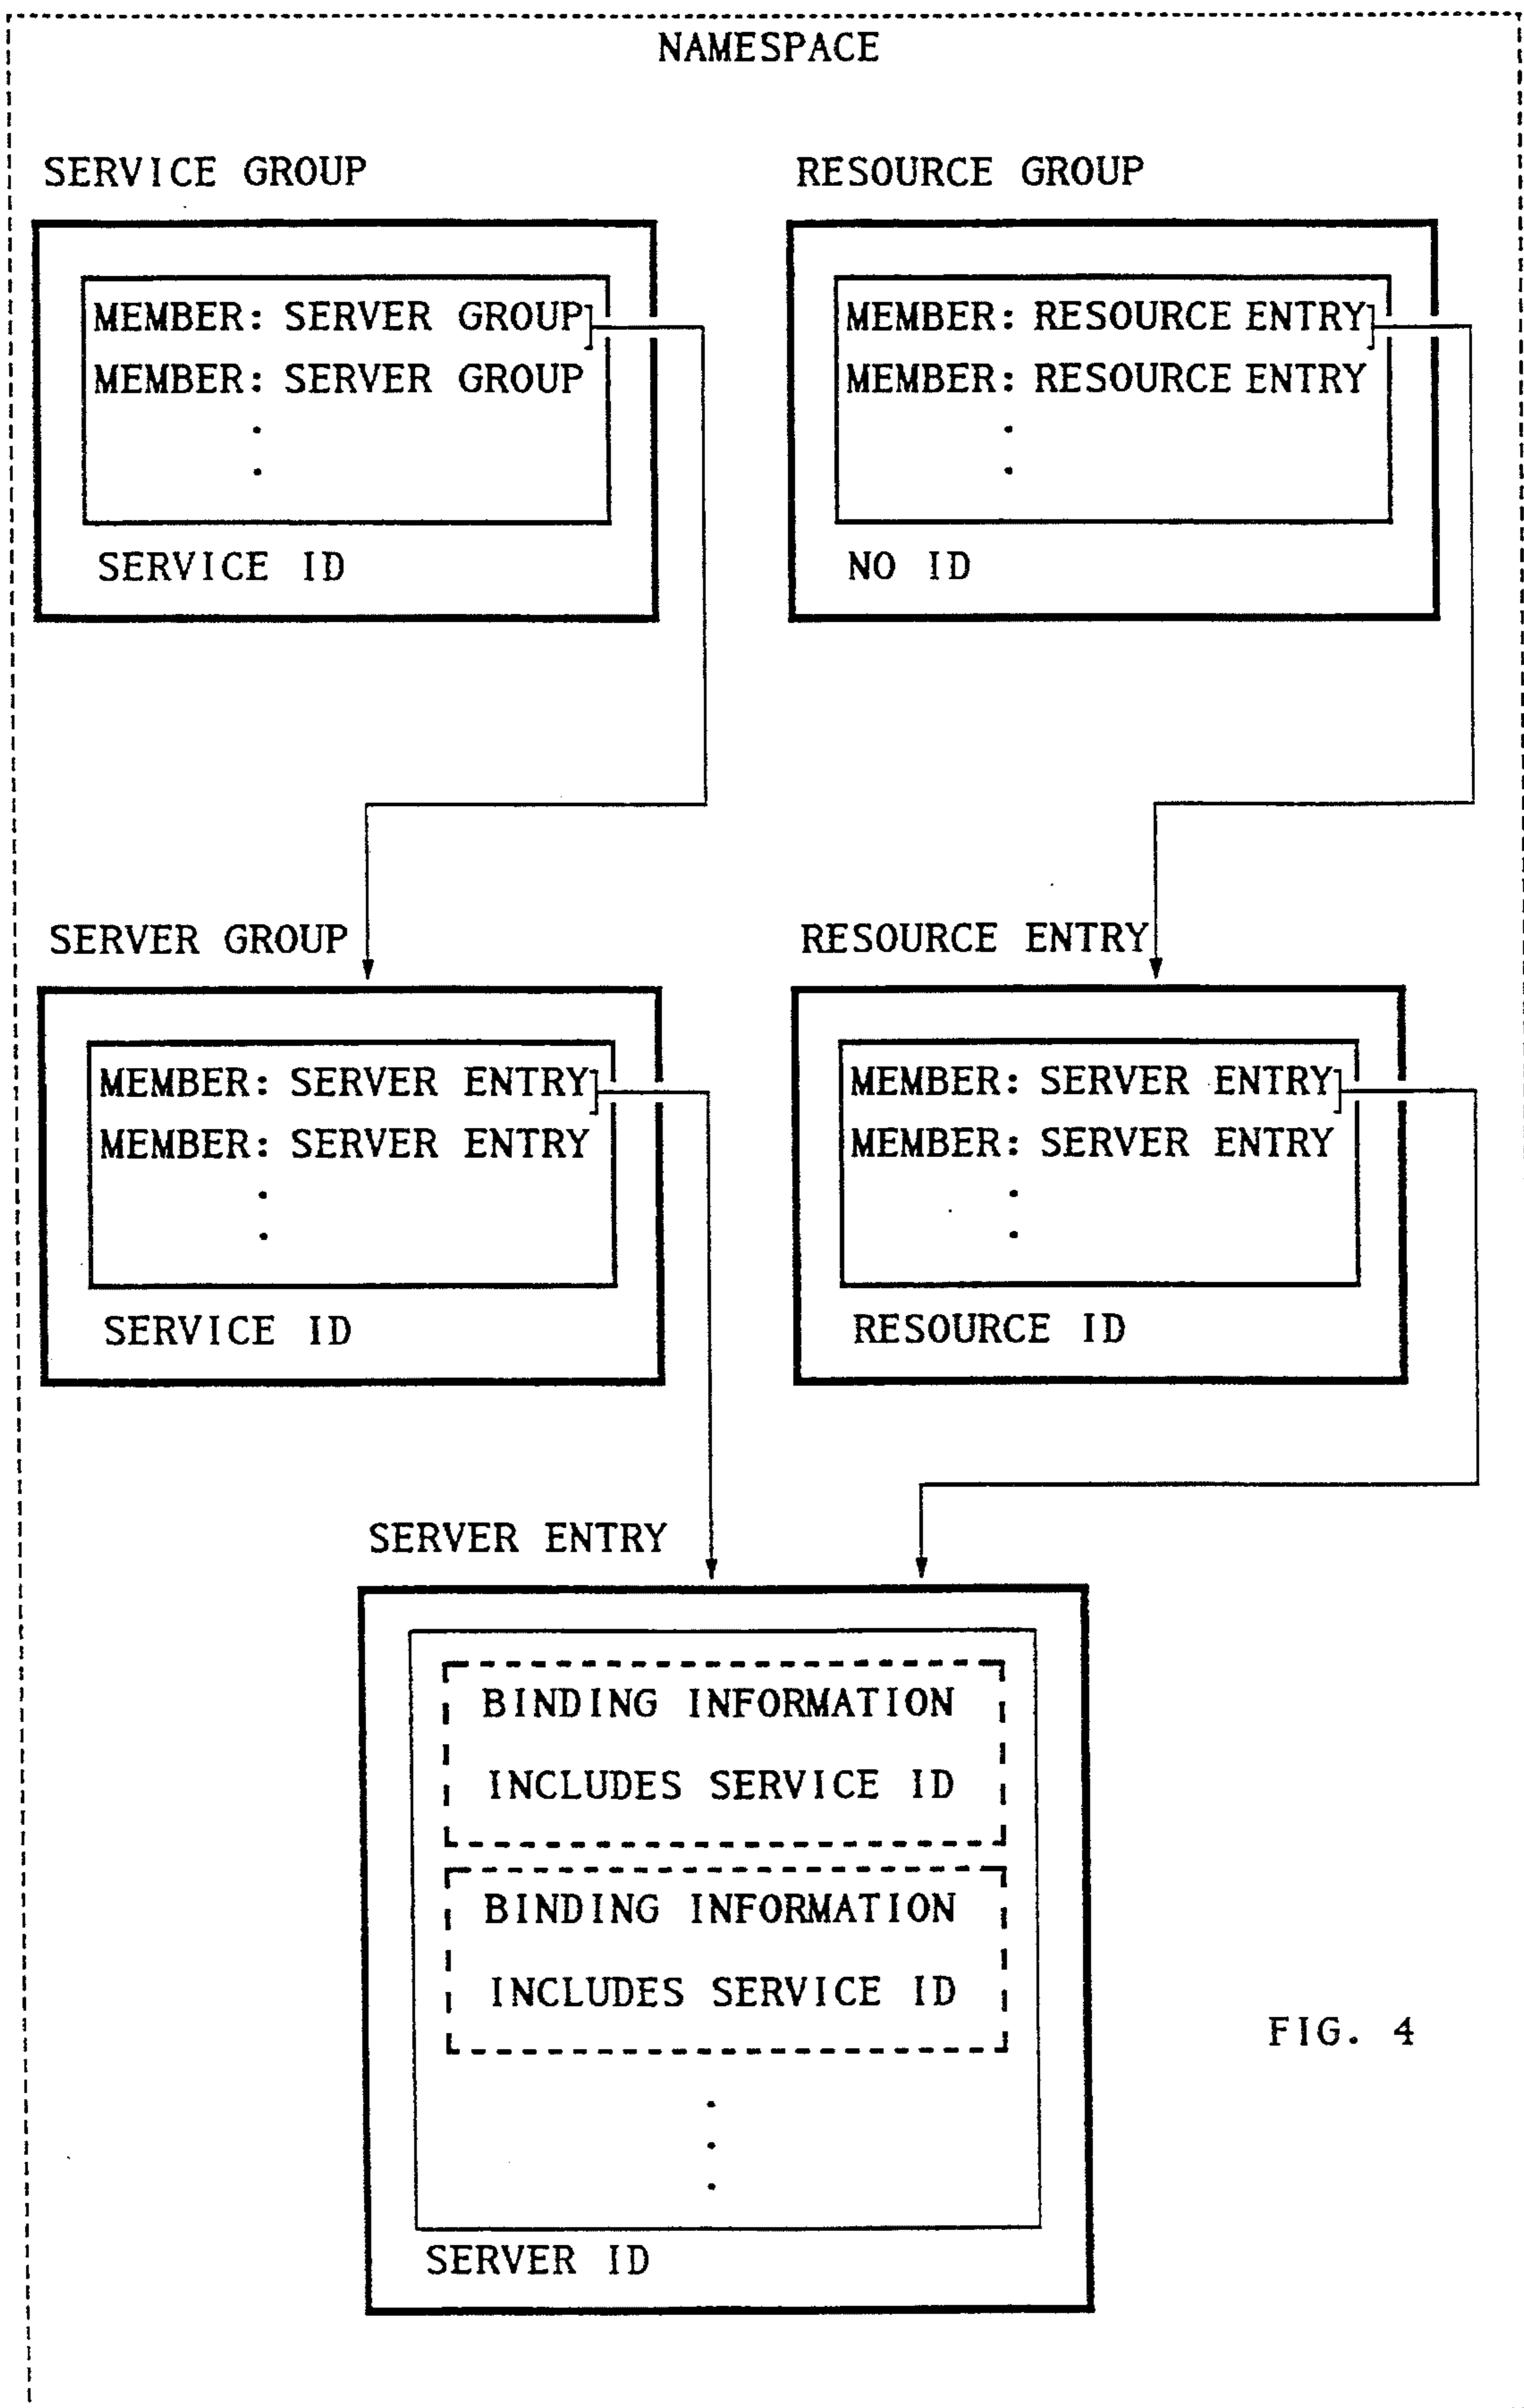 NAMESPACE
SERVICE GROUP
MEMBER: SERVER GROUP
MEMBER: SERVER GROUP
SERVICE ID
RESOURCE GROUP
MEMBER: RESOURCE ENTRY
MEMBER: RESOURCE ENTRY
NO ID
SERVER GROUP
MEMBER: SERVER ENTRY
MEMBER: SERVER ENTRY
SERVICE ID
RESOURCE ENTRY
MEMBER: SERVER ENTRY
MEMBER: SERVER ENTRY
RESOURCE ID
SERVER ENTRY
BINDING INFORMATION
INCLUDES SERVICE ID
BINDING INFORMATION
INCLUDES SERVICE ID
SERVER ID
FIG. 4